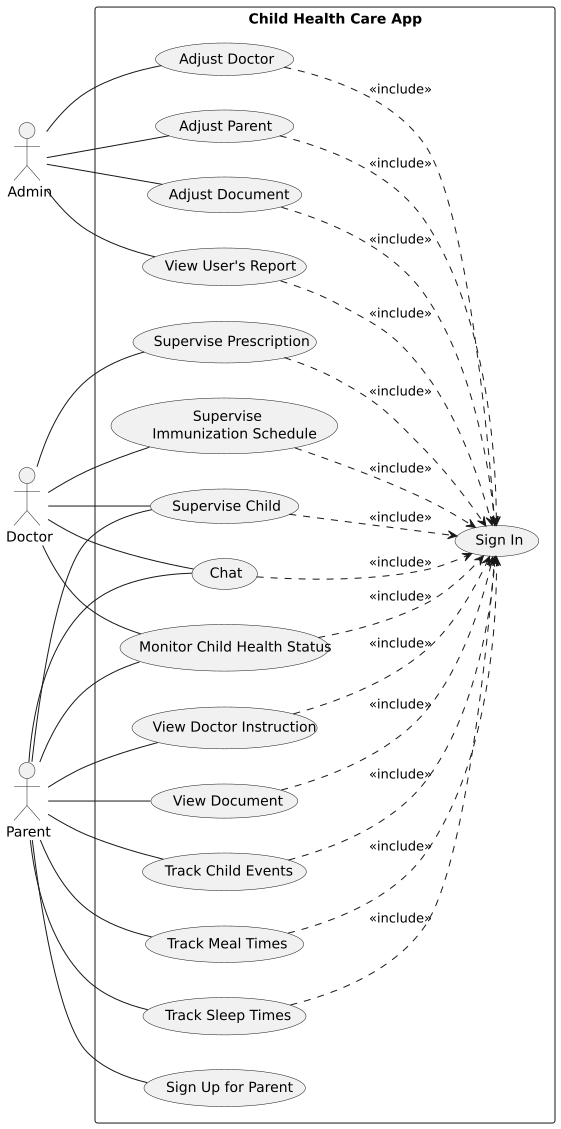 Child Health Care App
Adjust Doctor
«include»
Adjust Parent
«include»
Admin
Adjust Document
«include»
View User's Report
«include»
Supervise Prescription
«include»
Supervise
Immunization Schedule
«include»
Supervise Child
«include»
Doctor
Sign In
Chat
«include»
«include»
Monitor Child Health Status
«include»
View Doctor Instruction
«include»
View Document
«include»
Parent
«include»
Track Child Events
«include»
Track Meal Times
Track Sleep Times
Sign Up for Parent